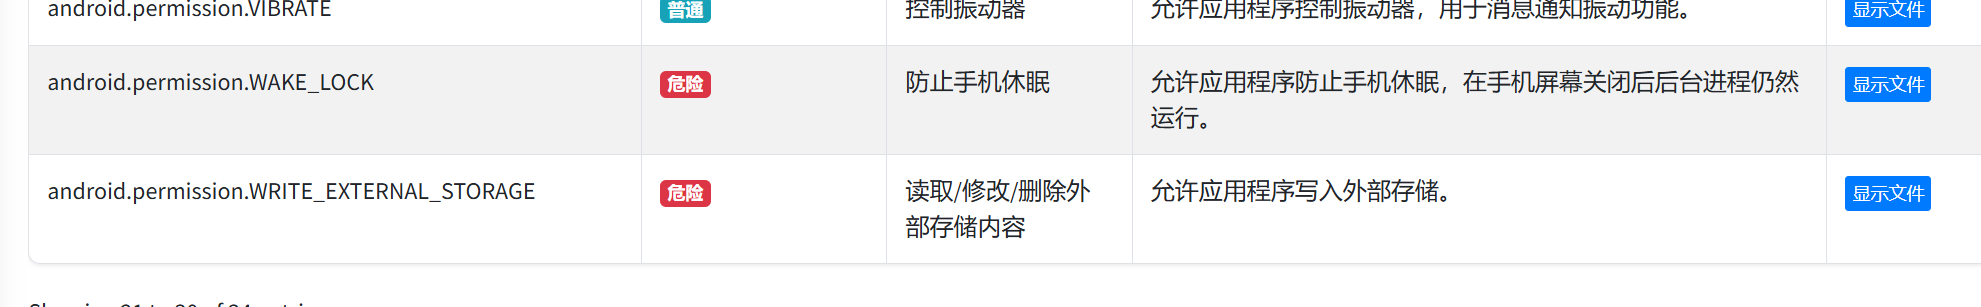 android.permission.VIBRATE 普通 控制振动器 允许应用程序控制振动器，用于消息通知振动功能。 显示文件
android.permission.WAKE_LOCK 危险 防止手机休眠 允许应用程序防止手机休眠，在手机屏幕关闭后后台进程仍然 显示文件
运行。
android.permission.WRITE_EXTERNAL_STORAGE 危险 读取/修改/删除外 允许应用程序写入外部存储。 显示文件
部存储内容